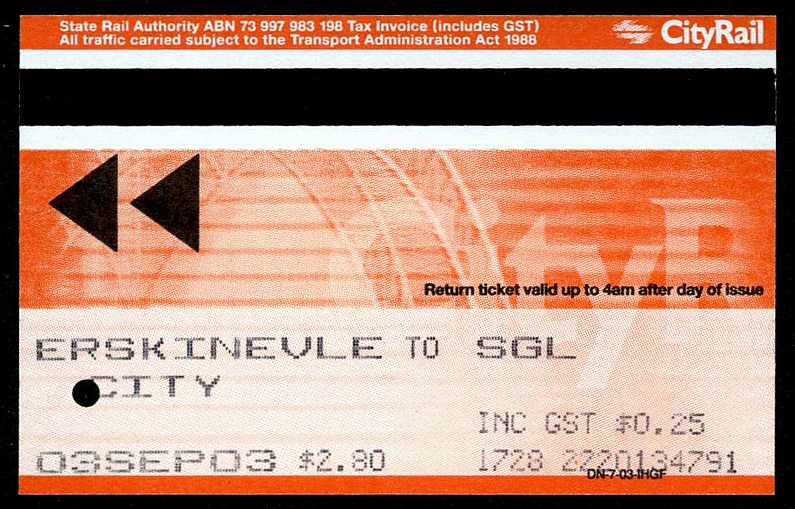 State Rail Authority ABN 73 997 983 198 Tax Invoice (includes GST)
All traffic carried subject to the Transport Administration Act 1988
CityRail
Return ticket valid up to 4am after day of issue
ERSKINEVLE TO SGL
CITY
INC GST $0.25
03SEP03 $2.80
1728 2220134791
DN-7-03-IHGF